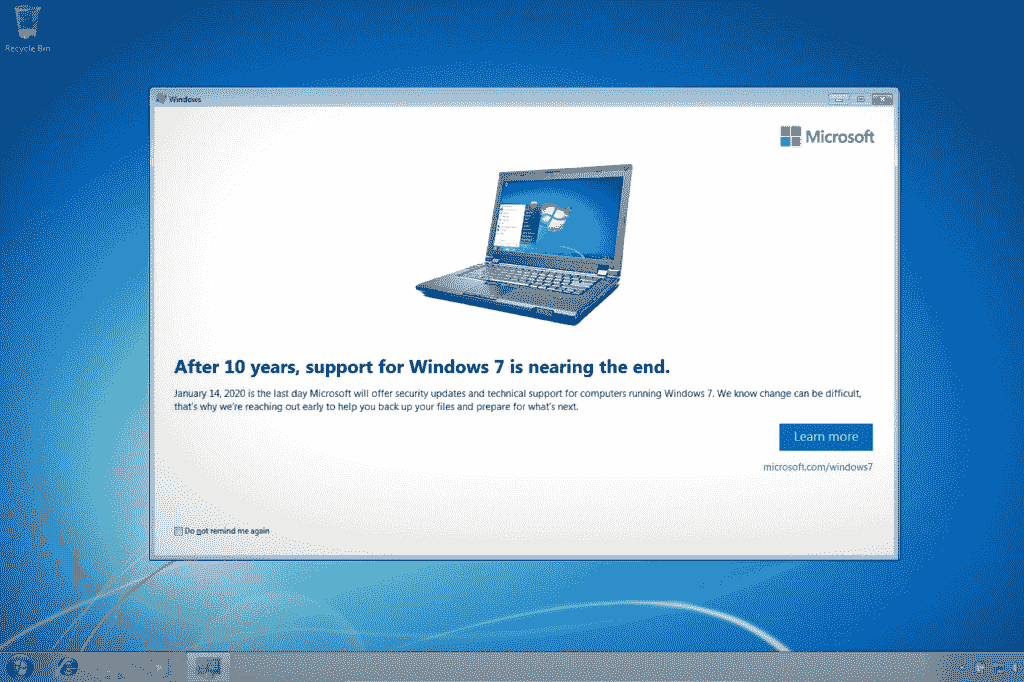 Recycle Bin
Windows
Microsoft
After 10 years, support for Windows 7 is nearing the end.
January 14, 2020 is the last day Microsoft will offer security updates and technical support for computers running Windows 7. We know change can be difficult,
that's why we're reaching out early to help you back up your files and prepare for what's next.
Learn more
microsoft.com/windows7
Do not remind me again